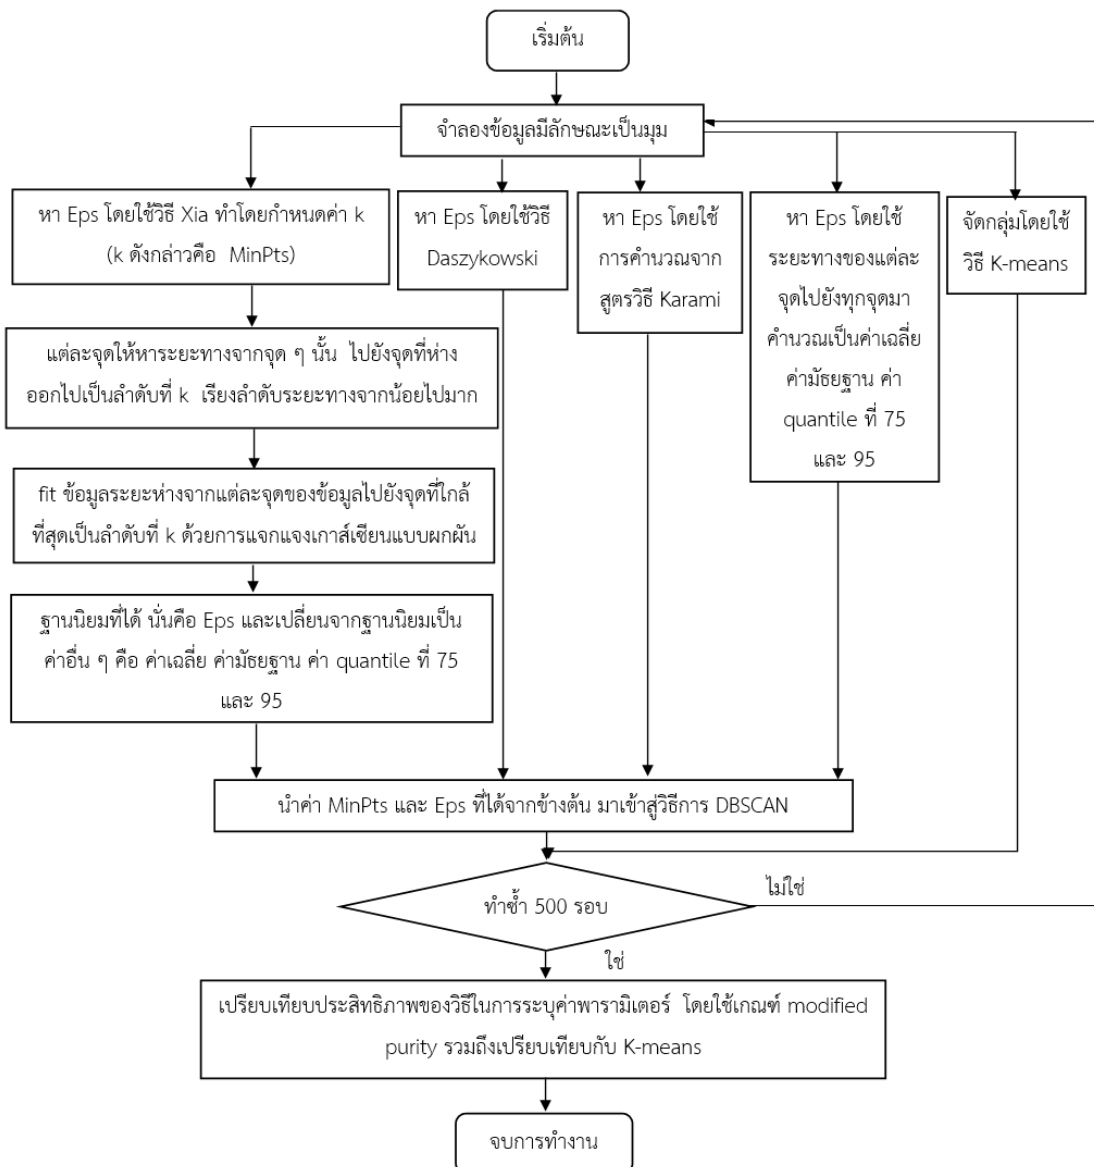 เริ่มต้น
จำลองข้อมูลมีลักษณะเป็นมุม
หา Eps โดยใช้วิธี Xia ทำโดยกำหนดค่า k
(k ดังกล่าวคือ MinPts)
หา Eps โดยใช้วิธี
Daszykowski
หา Eps โดยใช้
การคำนวณจาก
สูตรวิธี Karami
หา Eps โดยใช้
ระยะทางของแต่ละ
จุดไปยังทุกจุดมา
คำนวณเป็นค่าเฉลี่ย
ค่ามัธยฐาน ค่า
quantile ที่ 75
และ 95
จัดกลุ่มโดยใช้
วิธี K-means
แต่ละจุดให้หาระยะทางจากจุด ๆ นั้น ไปยังจุดที่ห่าง
ออกไปเป็นลำดับที่ k เรียงลำดับระยะทางจากน้อยไปมาก
fit ข้อมูลระยะห่างจากแต่ละจุดของข้อมูลไปยังจุดที่ใกล้
ที่สุดเป็นลำดับที่ k ด้วยการแจกแจงเกาส์เซียนแบบผกผัน
ฐานนิยมที่ได้ นั่นคือ Eps และเปลี่ยนจากฐานนิยมเป็น
ค่าอื่น ๆ คือ ค่าเฉลี่ย ค่ามัธยฐาน ค่า quantile ที่ 75
และ 95
นำค่า MinPts และ Eps ที่ได้จากข้างต้น มาเข้าสู่วิธีการ DBSCAN
ทำซ้ำ 500 รอบ
ไม่ใช่
ใช่
เปรียบเทียบประสิทธิภาพของวิธีในการระบุค่าพารามิเตอร์ โดยใช้เกณฑ์ modified
purity รวมถึงเปรียบเทียบกับ K-means
จบการทำงาน